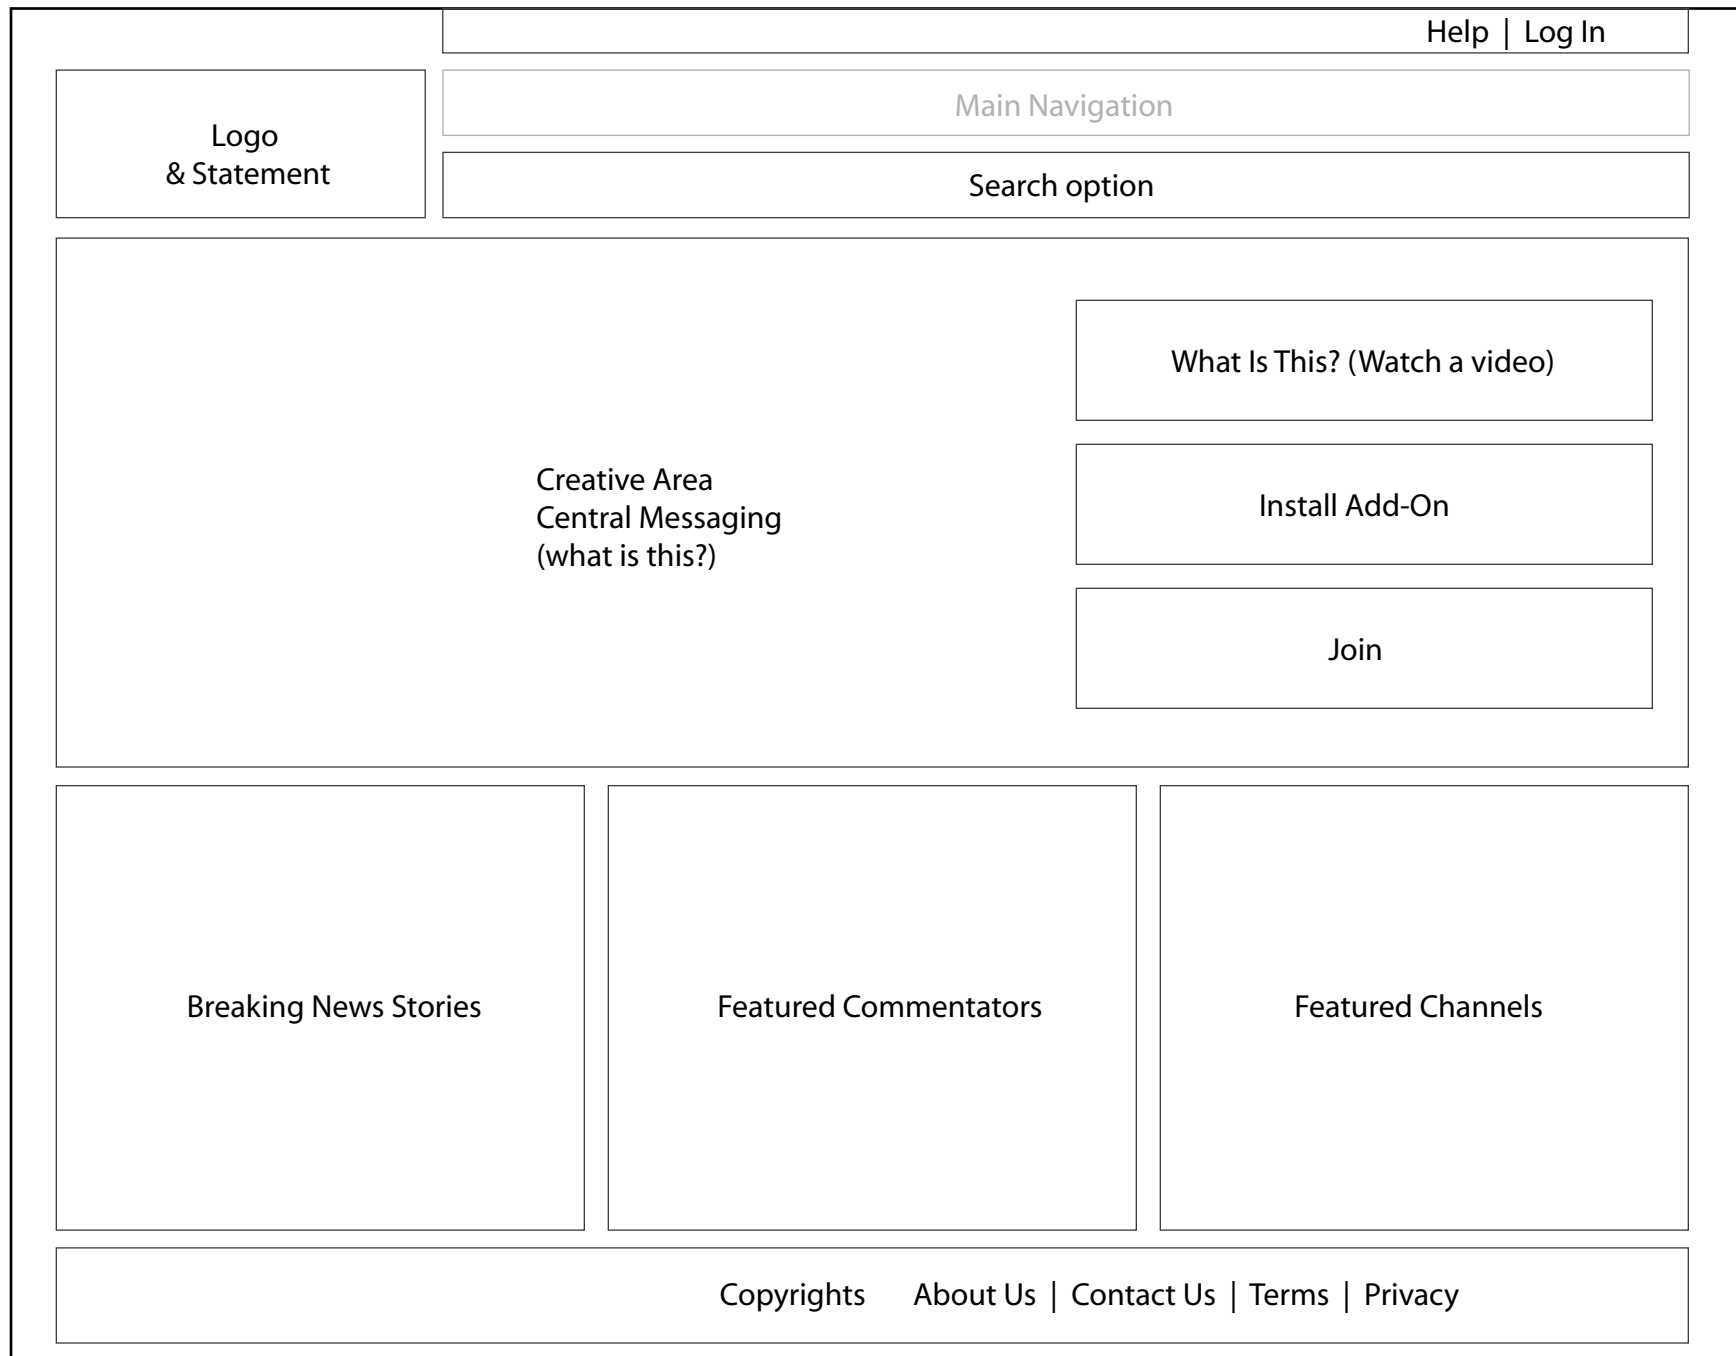 Help | Log In
Main Navigation
Logo
& Statement
Search option
What Is This? (Watch a video)
Creative Area
Central Messaging
(what is this?)
Install Add-On
Join
Breaking News Stories
Featured Commentators
Featured Channels
Copyrights About Us | Contact Us | Terms | Privacy